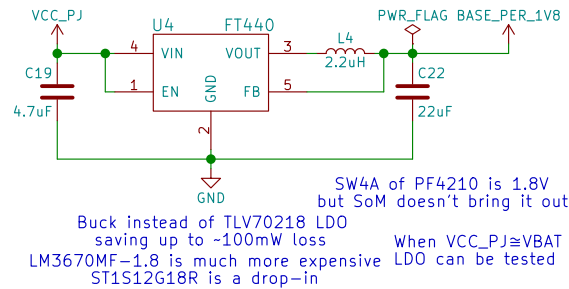 VCC_PJ
U4
FT440
L4
2.2uH
PWR_FLAG
BASE_PER_1V8
4
VIN
VOUT
3
C19
4.7uF
1
EN
GND
FB
5
C22
22uF
2
GND
SW4A of PF4210 is 1.8V
but SoM doesn't bring it out
Buck instead of TLV70218 LDO
saving up to ~100mW loss
LM3670MF-1.8 is much more expensive
ST1S12G18R is a drop-in
When VCC_PJ≅VBAT
LDO can be tested